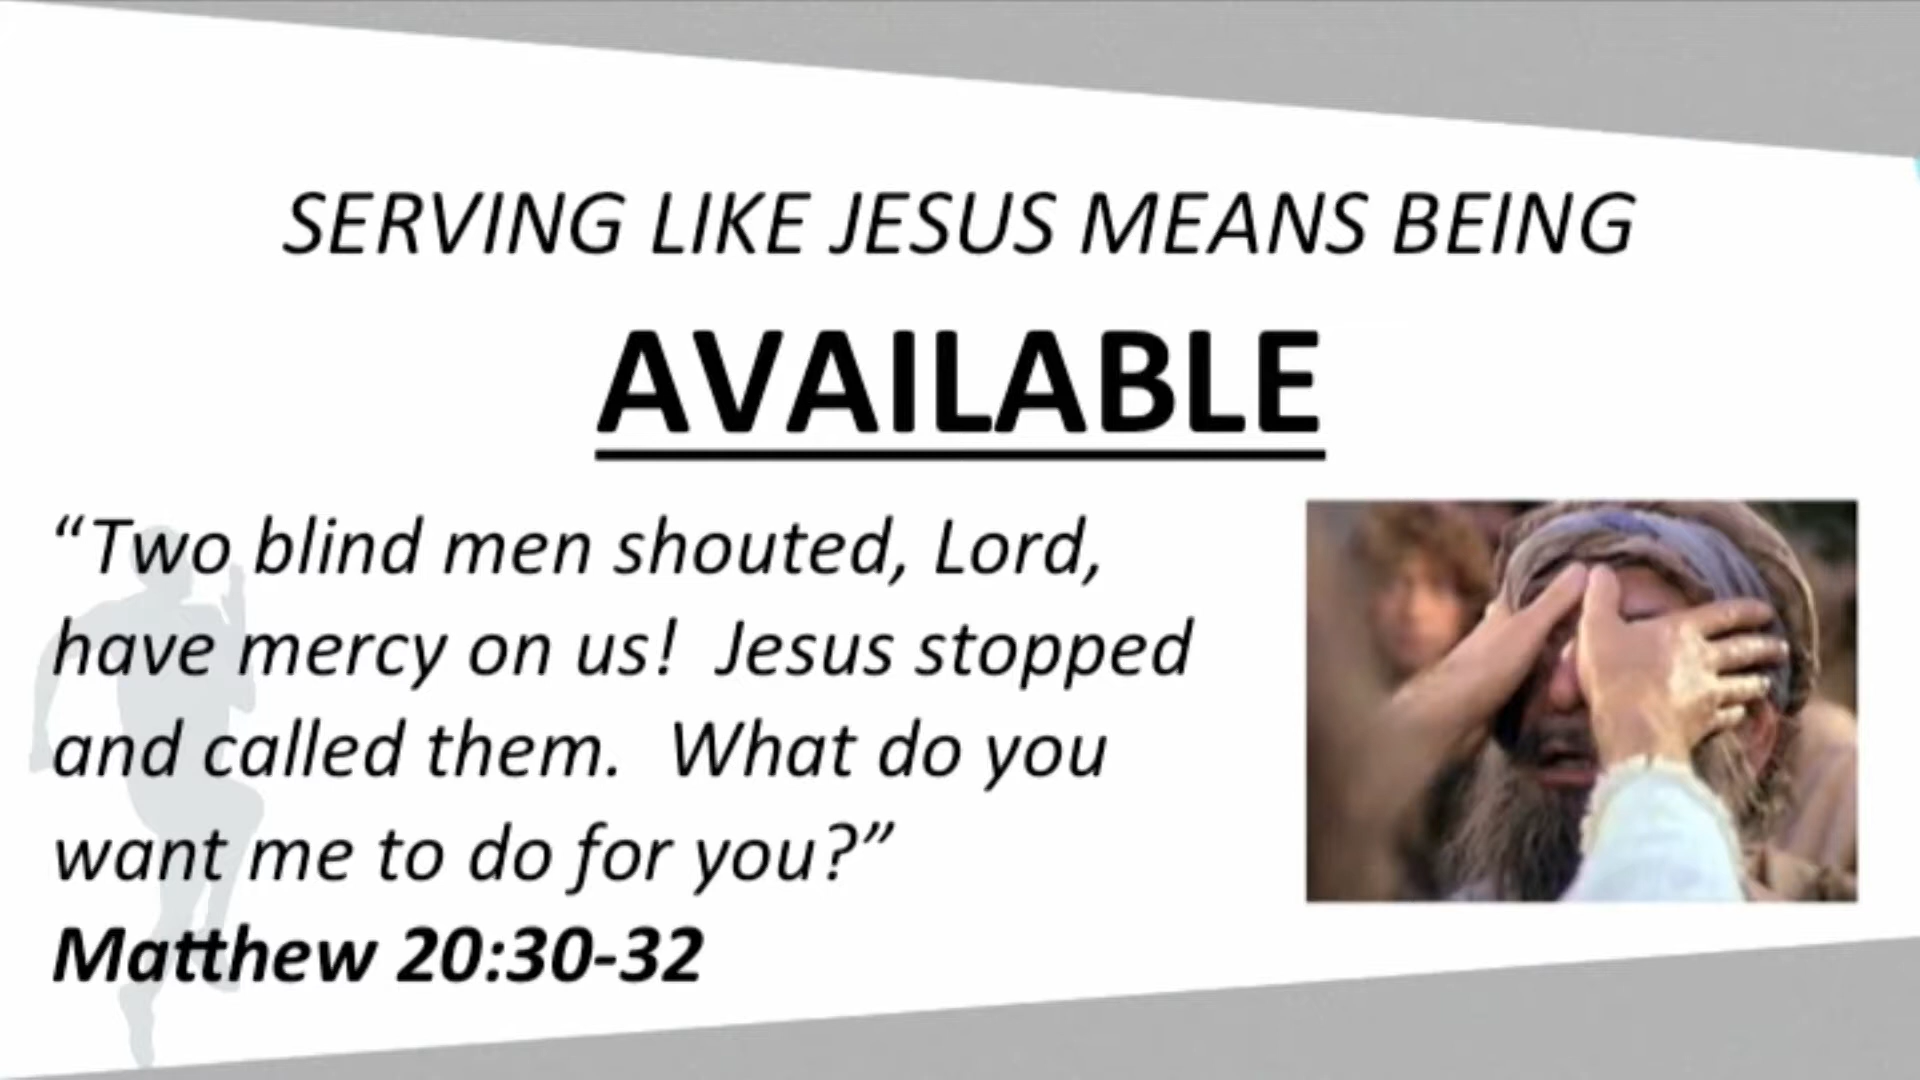 SERVING LIKE JESUS MEANS BEING
AVAILABLE
“Two blind men shouted, Lord,
have mercy on us!  Jesus stopped
and called them.  What do you
want me to do for you?”
Matthew 20:30-32